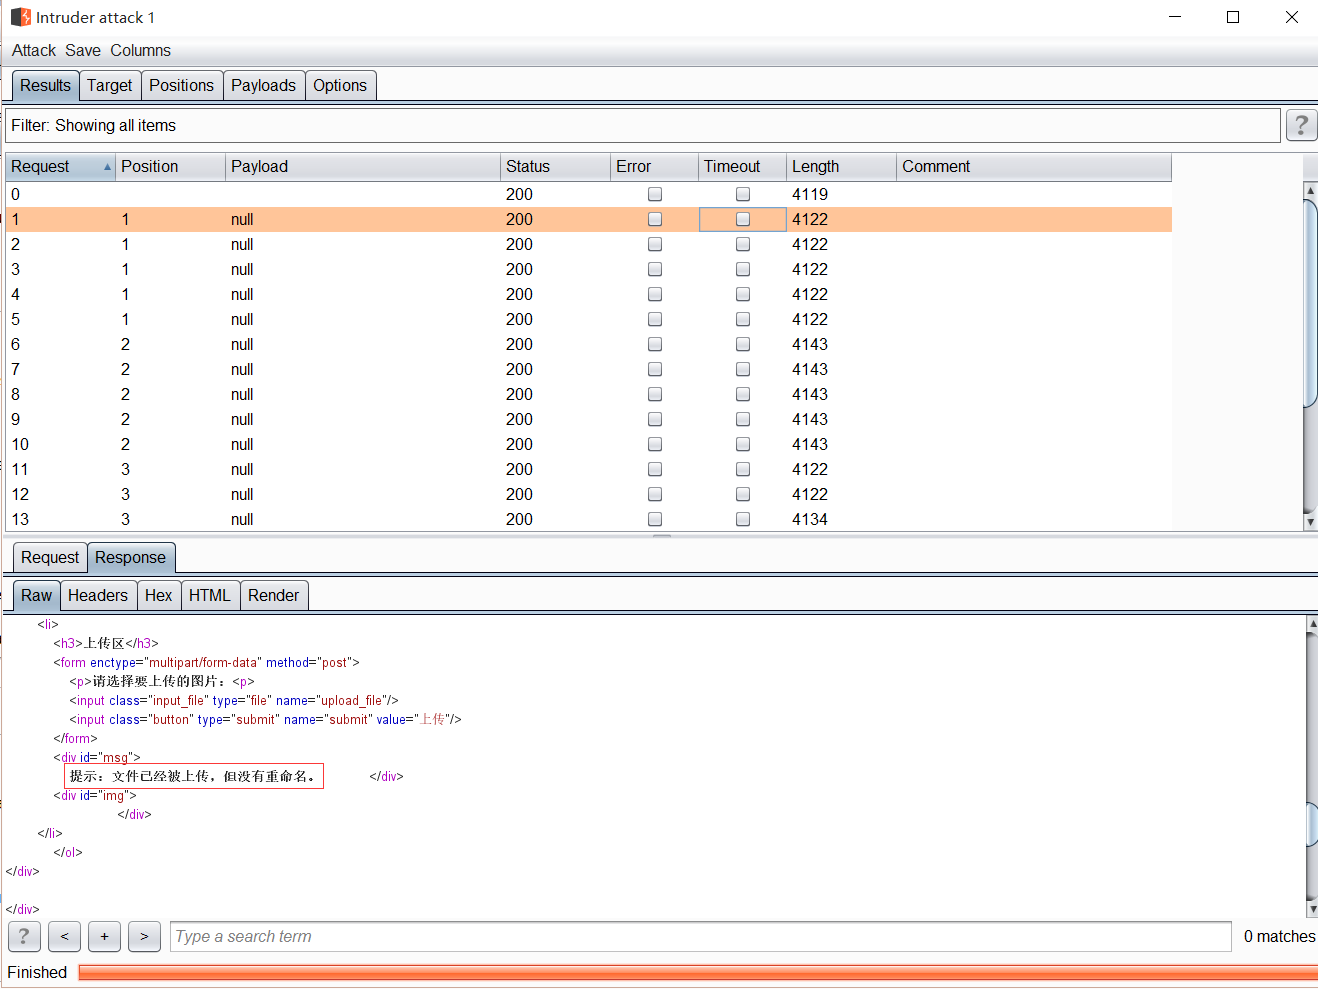 Intruder attack 1
Attack Save Columns
Results Target Positions Payloads Options
Filter: Showing all items ?
Request Position Payload Status Error Timeout Length Comment
0 200 4119
1 1 null 200 4122
2 1 null 200 4122
3 1 null 200 4122
4 1 null 200 4122
5 1 null 200 4122
6 2 null 200 4143
7 2 null 200 4143
8 2 null 200 4143
9 2 null 200 4143
10 2 null 200 4143
11 3 null 200 4122
12 3 null 200 4122
13 3 null 200 4134
Request Response
Raw Headers Hex HTML Render
<li>
<h3>上传区</h3>
<form enctype="multipart/form-data" method="post">
<p>请选择要上传的图片：<p>
<input class="input_file" type="file" name="upload_file"/>
<input class="button" type="submit" name="submit" value="上传"/>
</form>
<div id="msg">
提示：文件已经被上传，但没有重命名。 </div>
<div id="img">
</div>
</li>
</ol>
</div>
</div>
? < + > Type a search term 0 matches
Finished